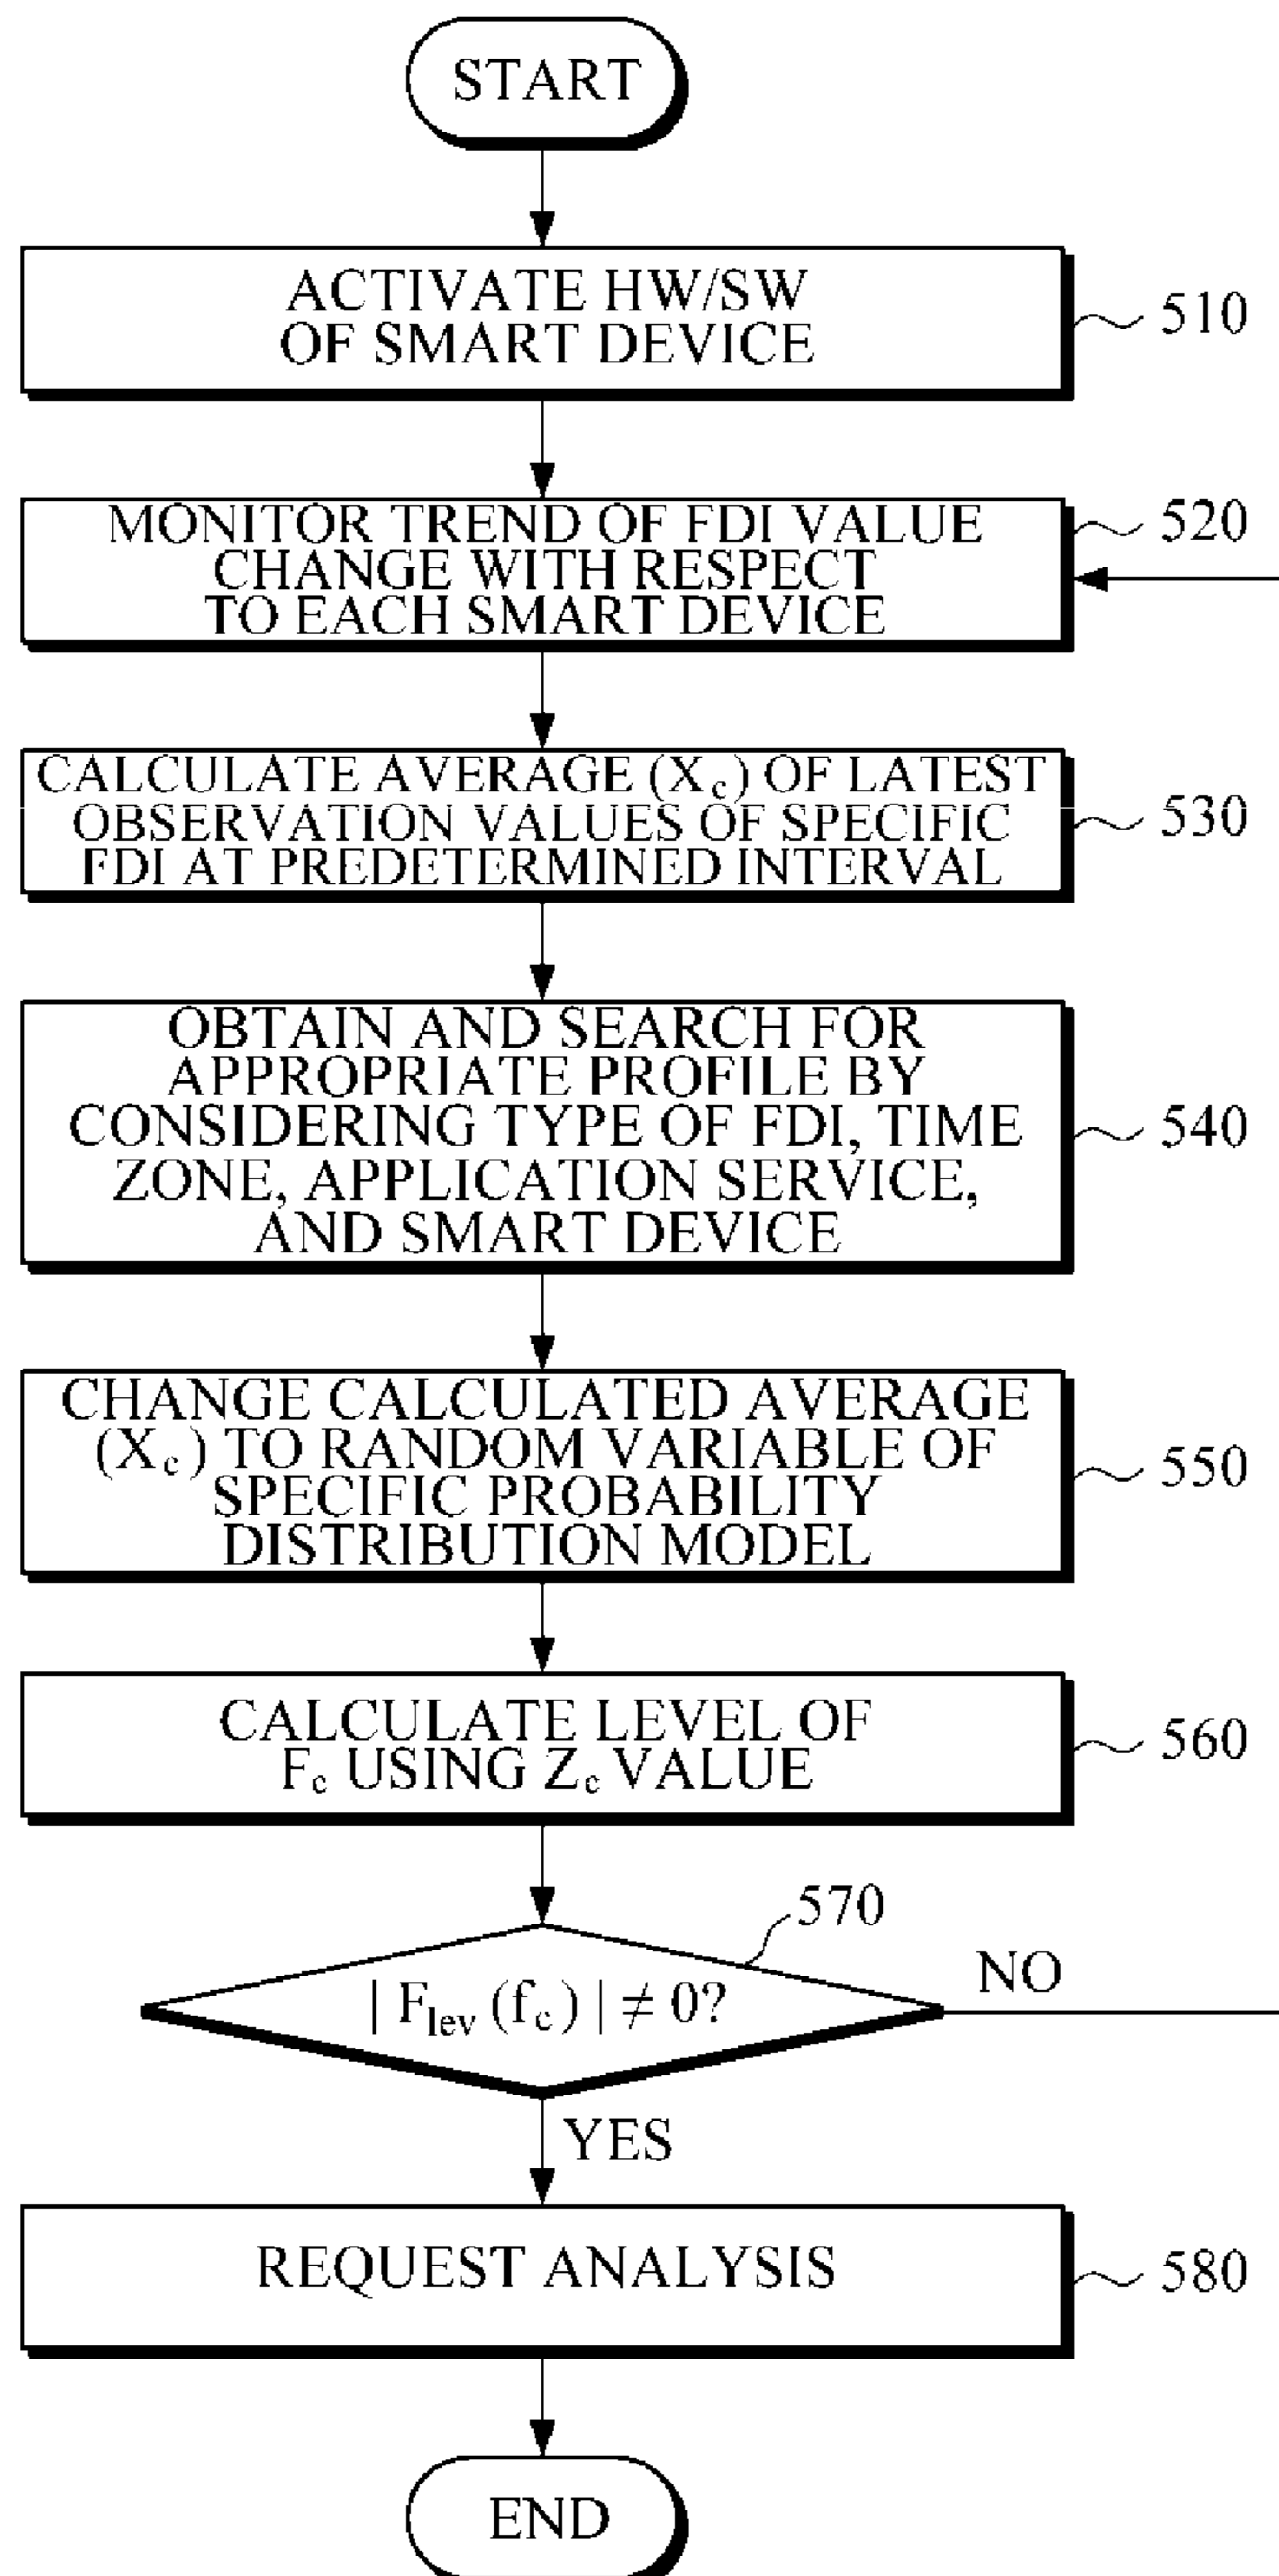 START
ACTIVATE HW/SW
OF SMART DEVICE
510
MONITOR TREND OF FDI VALUE
CHANGE WITH RESPECT
TO EACH SMART DEVICE
520
CALCULATE AVERAGE (Xc) OF LATEST
OBSERVATION VALUES OF SPECIFIC
FDI AT PREDETERMINED INTERVAL
530
OBTAIN AND SEARCH FOR
APPROPRIATE PROFILE BY
CONSIDERING TYPE OF FDI, TIME
ZONE, APPLICATION SERVICE,
AND SMART DEVICE
540
CHANGE CALCULATED AVERAGE
(Xc) TO RANDOM VARIABLE OF
SPECIFIC PROBABILITY
DISTRIBUTION MODEL
550
CALCULATE LEVEL OF
Fc USING Zc VALUE
560
570
| Flev (fc) | ≠ 0?
NO
YES
REQUEST ANALYSIS
580
END